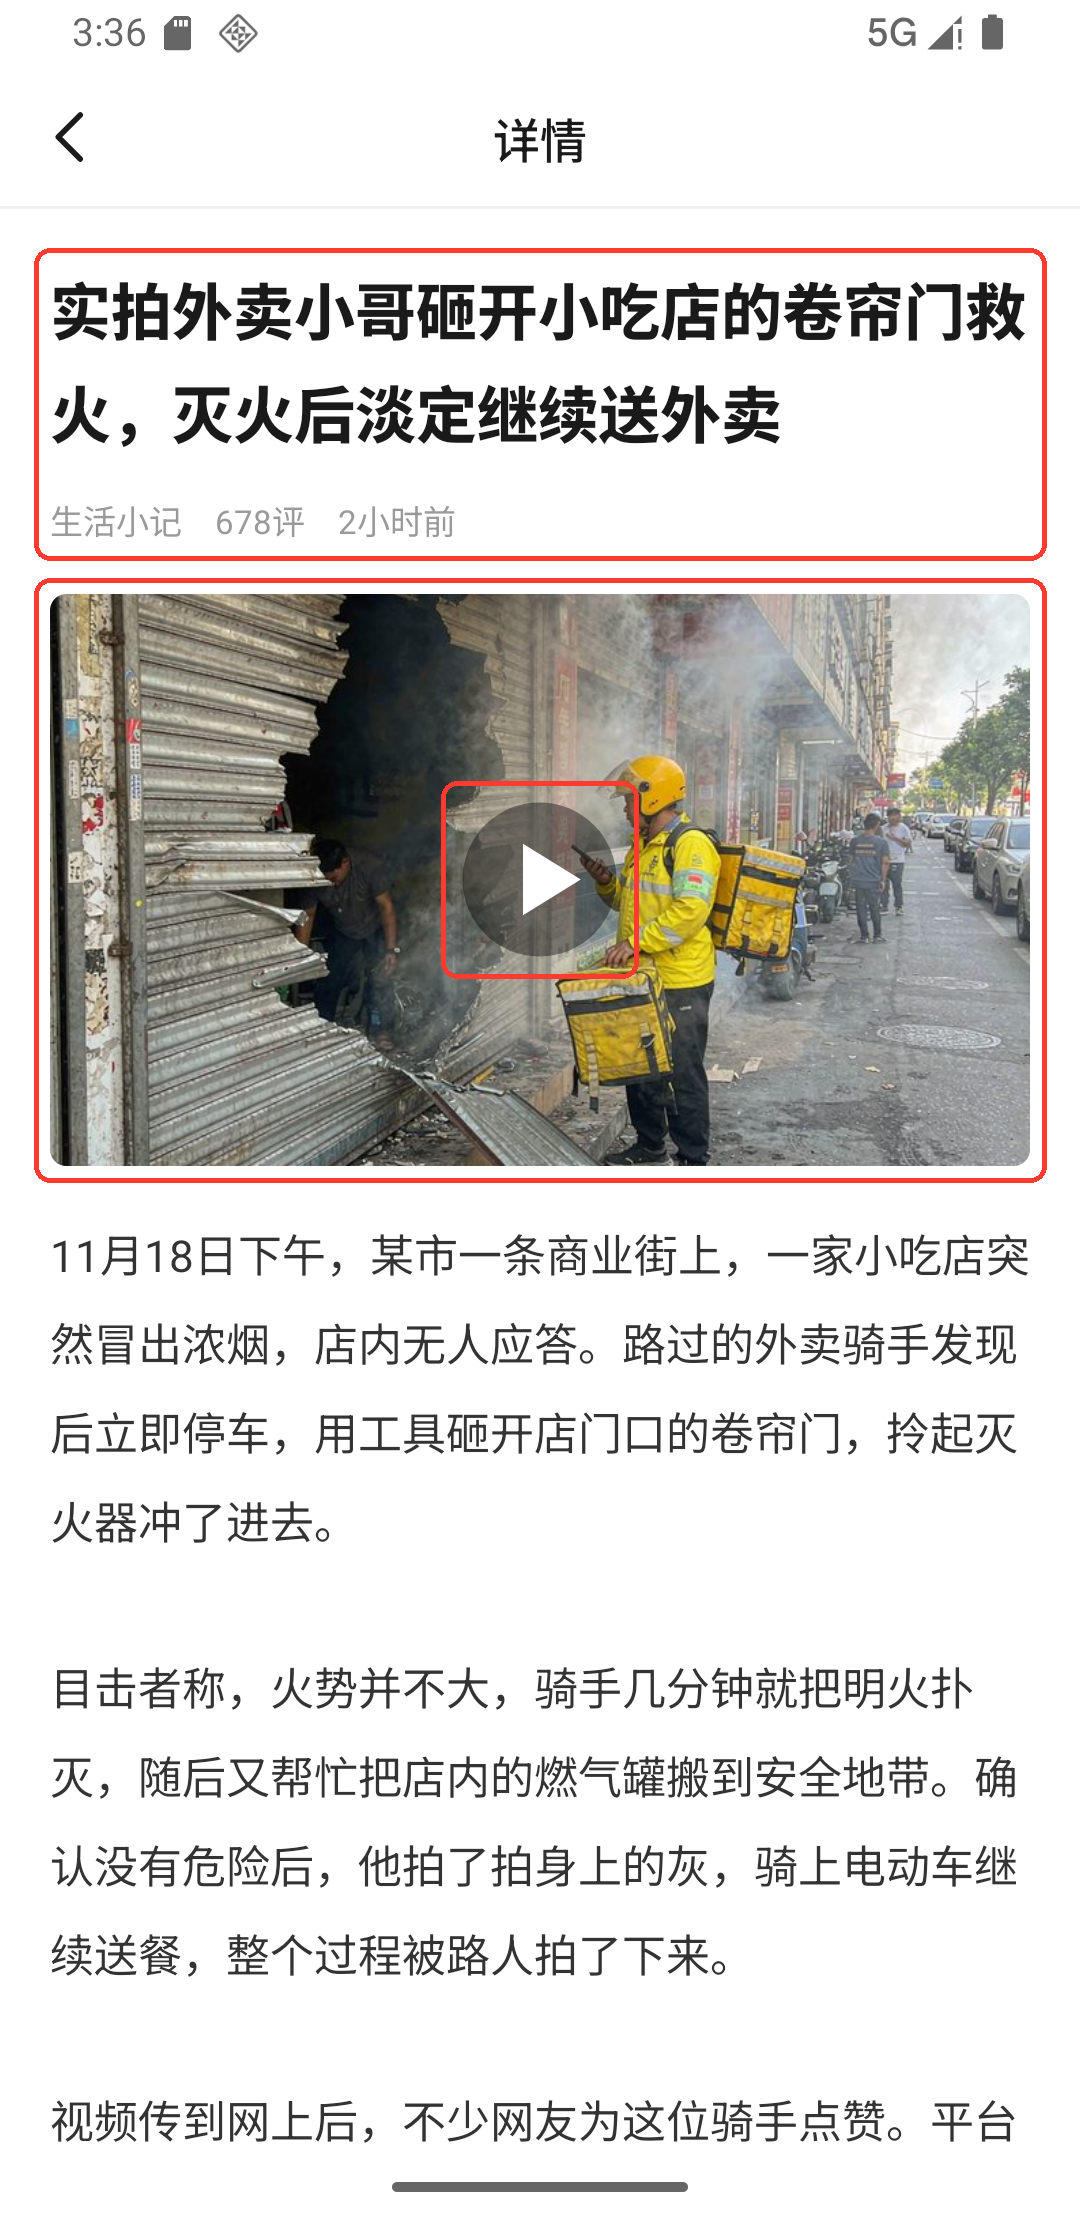 3:36
5G
详情
实拍外卖小哥砸开小吃店的卷帘门救
火，灭火后淡定继续送外卖
生活小记 678评 2小时前
11月18日下午，某市一条商业街上，一家小吃店突
然冒出浓烟，店内无人应答。路过的外卖骑手发现
后立即停车，用工具砸开店门口的卷帘门，拎起灭
火器冲了进去。
目击者称，火势并不大，骑手几分钟就把明火扑
灭，随后又帮忙把店内的燃气罐搬到安全地带。确
认没有危险后，他拍了拍身上的灰，骑上电动车继
续送餐，整个过程被路人拍了下来。
视频传到网上后，不少网友为这位骑手点赞。平台